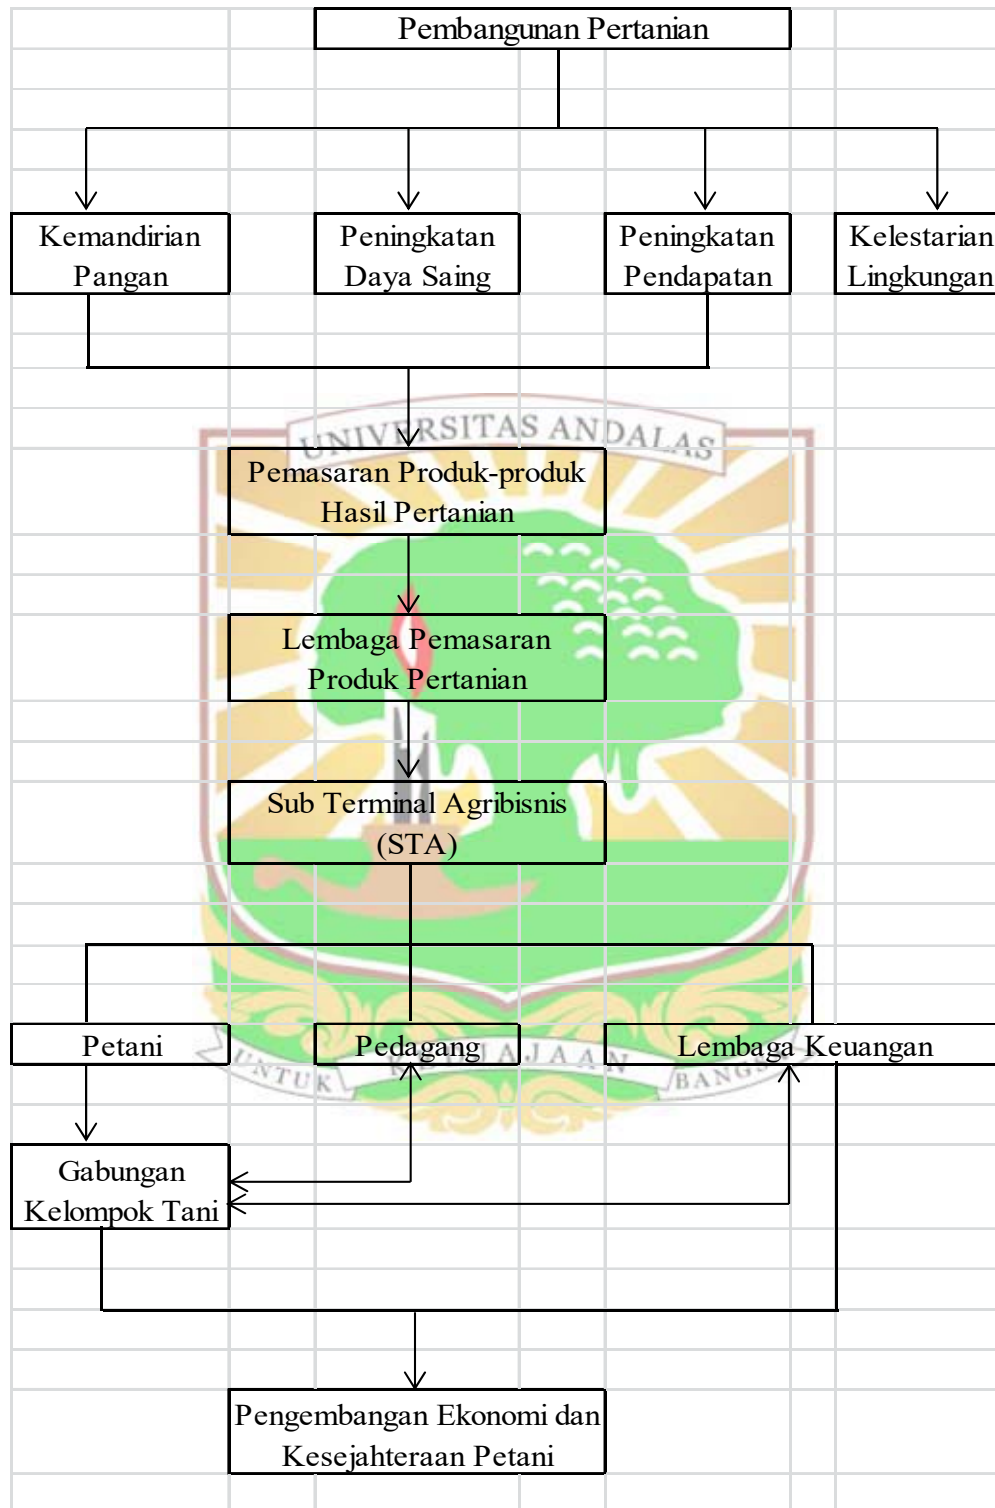 Pembangunan Pertanian
Kemandirian
Pangan
Peningkatan
Daya Saing
Peningkatan
Pendapatan
Kelestarian
Lingkungan
UNIVERSITAS ANDALAS
Pemasaran Produk-produk
Hasil Pertanian
Lembaga Pemasaran
Produk Pertanian
Sub Terminal Agribisnis
(STA)
Petani
Pedagang
Lembaga Keuangan
UNTUK
BANGSA
Gabungan
Kelompok Tani
Pengembangan Ekonomi dan
Kesejahteraan Petani